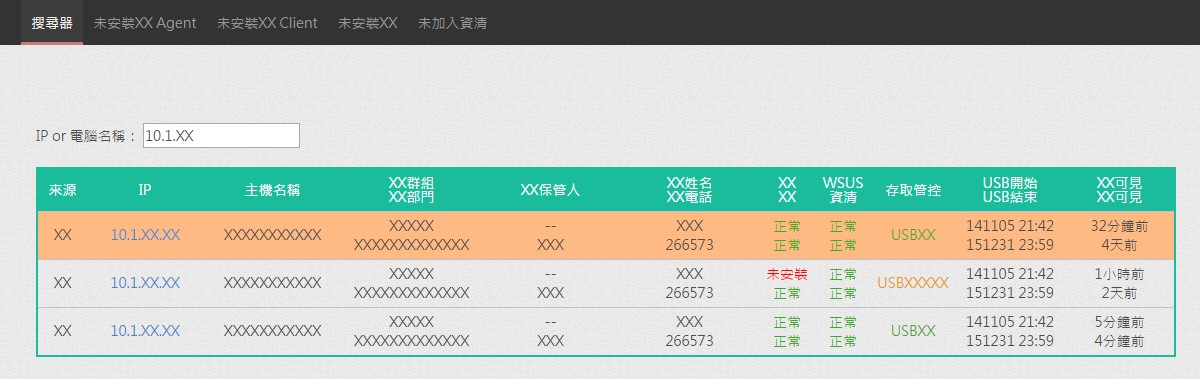 搜尋器 未安裝XX Agent 未安裝XX Client 未安裝XX 未加入資清
IP or 電腦名稱： 10.1.XX
來源 IP 主機名稱 XX群組 XX部門 XX保管人 XX姓名 XX電話 XX XX WSUS 資清 存取管控 USB開始 USB結束 XX可見 XX可見
XX 10.1.XX.XX XXXXXXXXXXX XXXXX XXXXXXXXXXXXX -- XXX XXX 266573 正常 正常 正常 正常 USBXX 141105 21:42 151231 23:59 32分鐘前 4天前
XX 10.1.XX.XX XXXXXXXXXXX XXXXX XXXXXXXXXXXXX -- XXX XXX 266573 未安裝 正常 正常 正常 USBXXXXX 141105 21:42 151231 23:59 1小時前 2天前
XX 10.1.XX.XX XXXXXXXXXXX XXXXX XXXXXXXXXXXXX -- XXX XXX 266573 正常 正常 正常 正常 USBXX 141105 21:42 151231 23:59 5分鐘前 4分鐘前